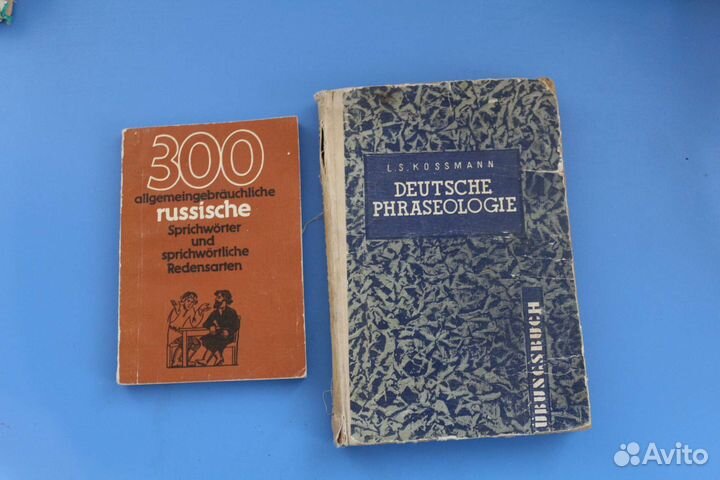 300
allgemeingebräuchliche
russische
Sprichwörter
und
sprichwörtliche
Redensarten
L.S. KOSSMANN
DEUTSCHE
PHRASEOLOGIE
ÜBUNGSBUCH
Avito